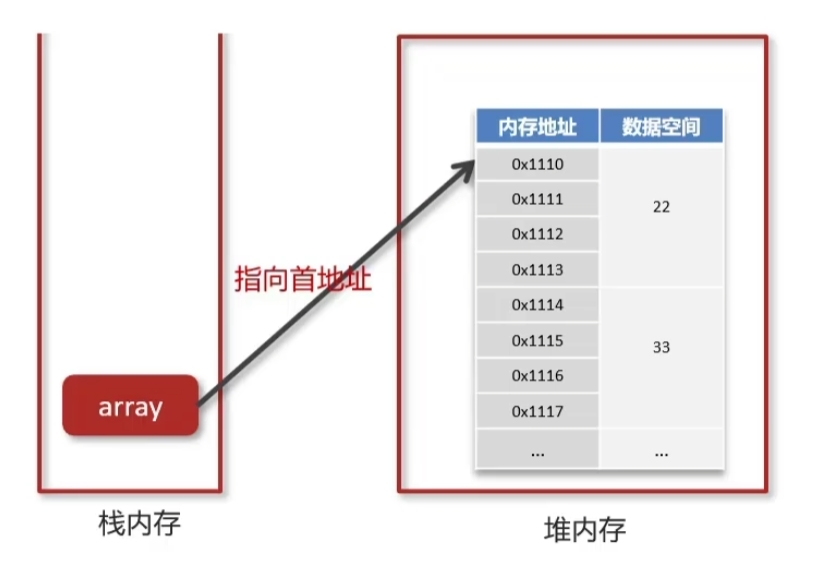 内存地址 数据空间
0x1110
0x1111
22
0x1112
0x1113
指向首地址
0x1114
0x1115
33
0x1116
0x1117
array
... ...
栈内存
堆内存